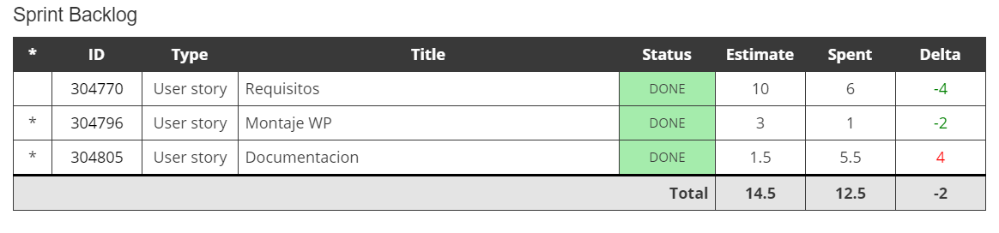 Sprint Backlog
* ID Type Title Status Estimate Spent Delta
304770 User story Requisitos DONE 10 6 -4
* 304796 User story Montaje WP DONE 3 1 -2
* 304805 User story Documentacion DONE 1.5 5.5 4
Total 14.5 12.5 -2